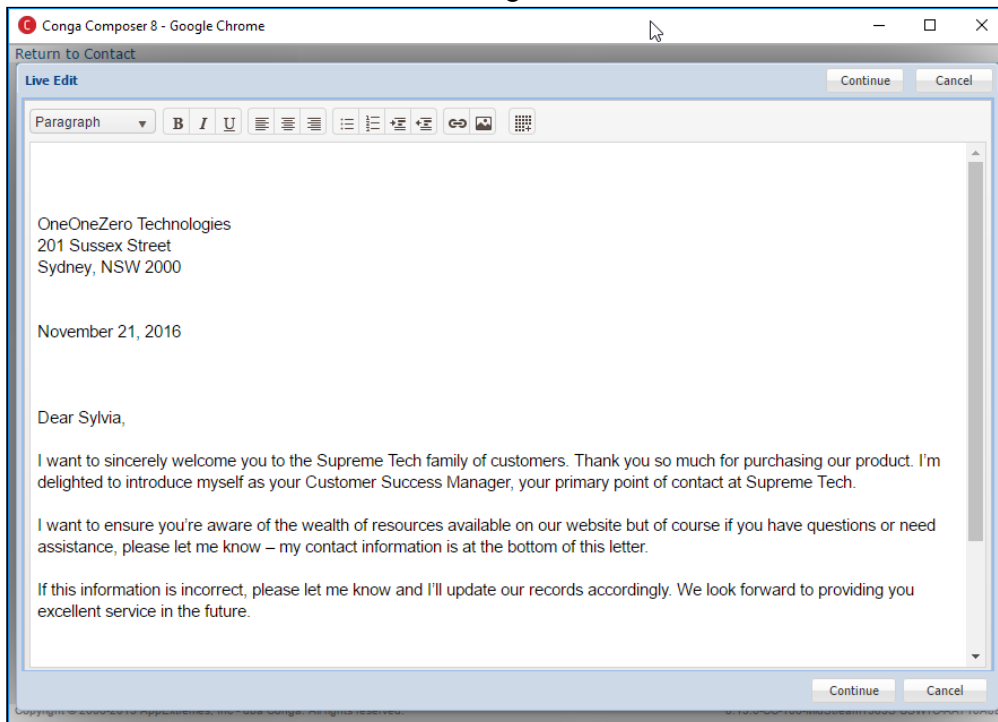 Conga Composer 8 - Google Chrome
Return to Contact
Live Edit
Continue
Cancel
Paragraph
B I U
OneOneZero Technologies
201 Sussex Street
Sydney, NSW 2000
November 21, 2016
Dear Sylvia,
I want to sincerely welcome you to the Supreme Tech family of customers. Thank you so much for purchasing our product. I’m
delighted to introduce myself as your Customer Success Manager, your primary point of contact at Supreme Tech.
I want to ensure you’re aware of the wealth of resources available on our website but of course if you have questions or need
assistance, please let me know – my contact information is at the bottom of this letter.
If this information is incorrect, please let me know and I’ll update our records accordingly. We look forward to providing you
excellent service in the future.
Continue
Cancel